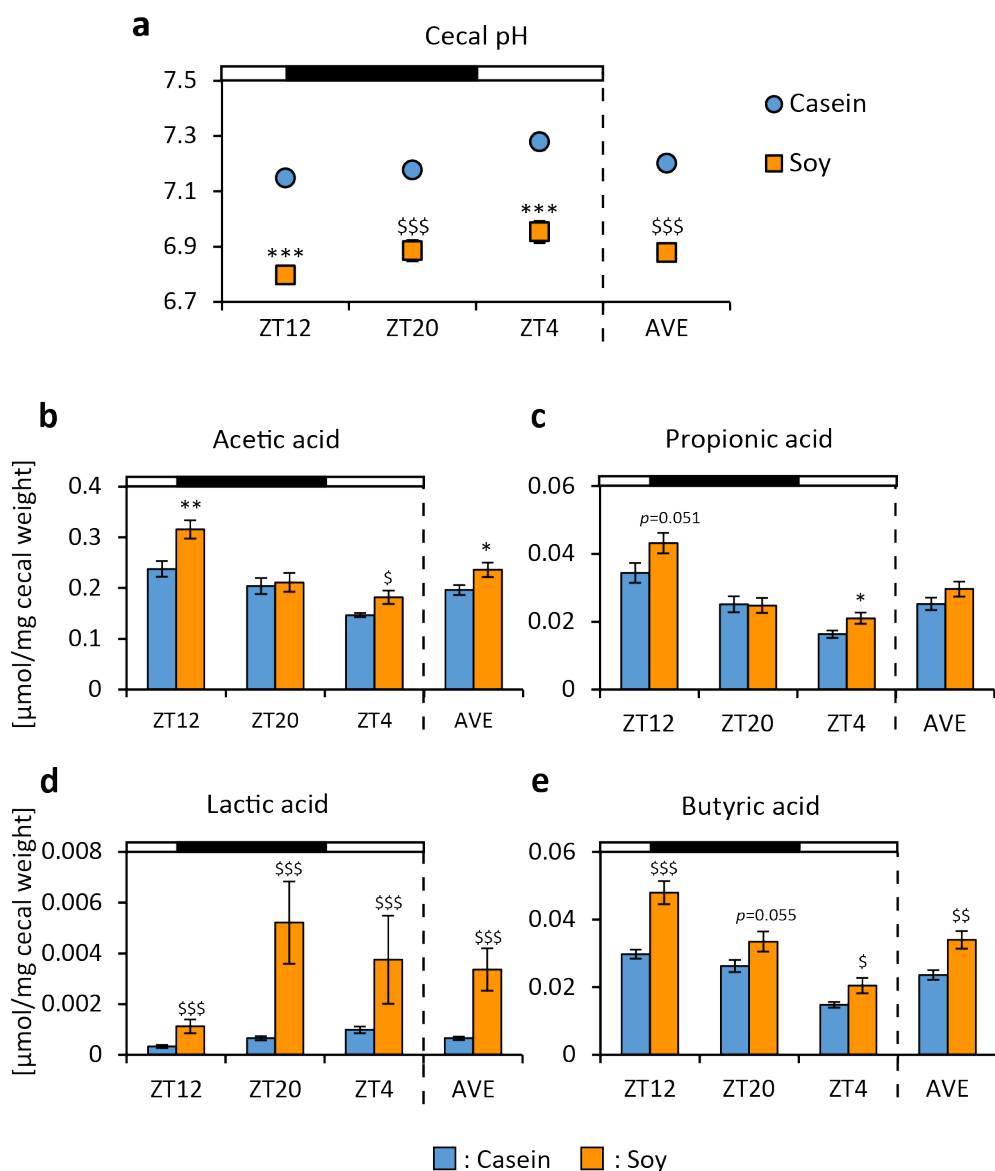 a
Cecal pH
7.5
7.3
7.1
6.9
6.7
***
$$$
***
$$$
ZT12 ZT20 ZT4 AVE
Casein
Soy
b
Acetic acid
[µmol/mg cecal weight]
0.4
0.3
0.2
0.1
0
**
$
*
ZT12 ZT20 ZT4 AVE
c
Propionic acid
0.06
0.04
0.02
0
p=0.051
*
ZT12 ZT20 ZT4 AVE
d
Lactic acid
[µmol/mg cecal weight]
0.008
0.006
0.004
0.002
0
$$$
$$$
$$$
$$$
ZT12 ZT20 ZT4 AVE
e
Butyric acid
0.06
0.04
0.02
0
$$$
p=0.055
$
$$
ZT12 ZT20 ZT4 AVE
: Casein : Soy